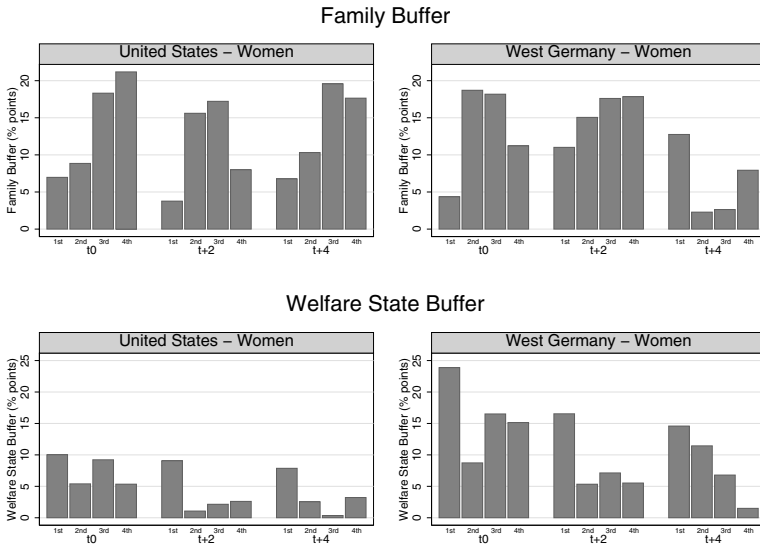 Family Buffer
United States – Women
West Germany – Women
Family Buffer (% points)
0 5 10 15 20
1st 2nd 3rd 4th 1st 2nd 3rd 4th 1st 2nd 3rd 4th
t0 t+2 t+4
Family Buffer (% points)
0 5 10 15 20
1st 2nd 3rd 4th 1st 2nd 3rd 4th 1st 2nd 3rd 4th
t0 t+2 t+4
Welfare State Buffer
United States – Women
West Germany – Women
Welfare State Buffer (% points)
0 5 10 15 20 25
1st 2nd 3rd 4th 1st 2nd 3rd 4th 1st 2nd 3rd 4th
t0 t+2 t+4
Welfare State Buffer (% points)
0 5 10 15 20 25
1st 2nd 3rd 4th 1st 2nd 3rd 4th 1st 2nd 3rd 4th
t0 t+2 t+4